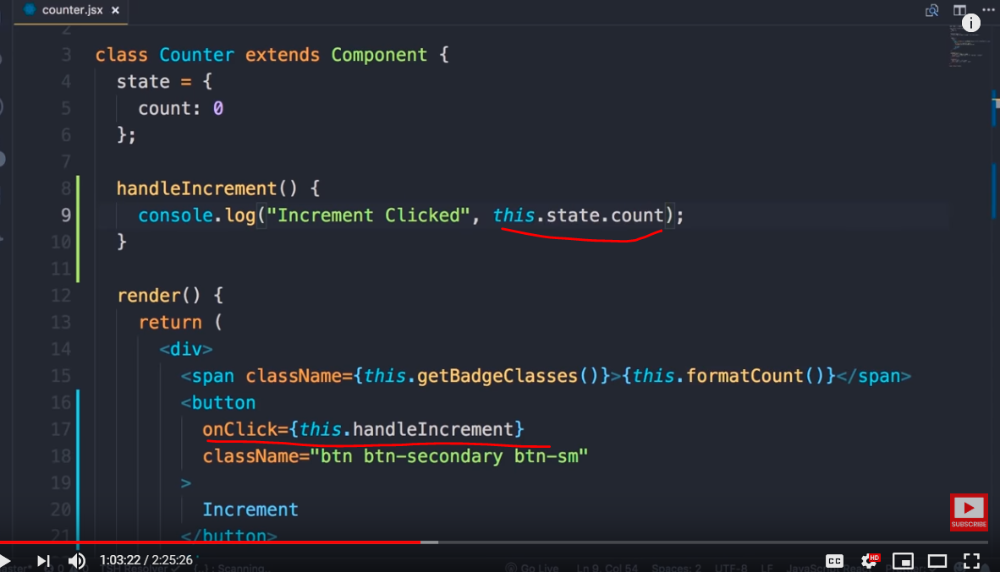 counter.jsx ×
2
3 class Counter extends Component {
4 state = {
5 count: 0
6 };
7
8 handleIncrement() {
9 console.log("Increment Clicked", this.state.count);
10 }
11
12 render() {
13 return (
14 <div>
15 <span className={this.getBadgeClasses()}>{this.formatCount()}</span>
16 <button
17 onClick={this.handleIncrement}
18 className="btn btn-secondary btn-sm"
19 >
20 Increment
21 </button>
SUBSCRIBE
1:03:22 / 2:25:26
CC HD
Scanning.. Go Live Ln 9, Col 54 Spaces: 2 UTF-8 LF